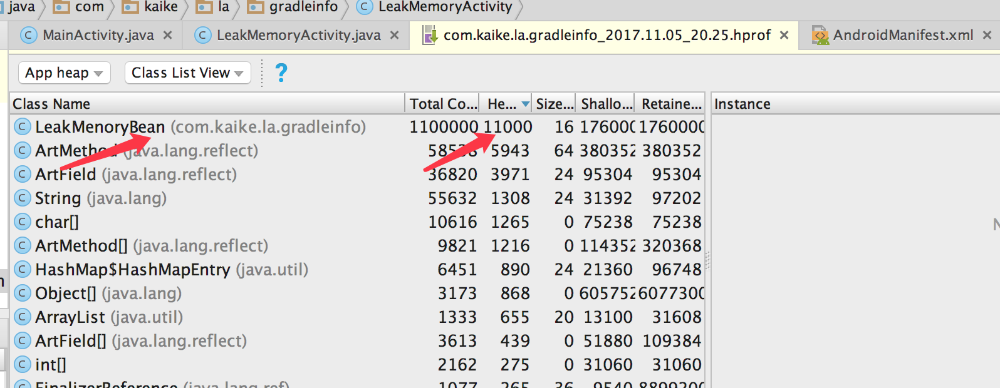 java com kaike la gradleinfo LeakMemoryActivity
MainActivity.java LeakMemoryActivity.java com.kaike.la.gradleinfo_2017.11.05_20.25.hprof AndroidManifest.xml
App heap Class List View ?
Class Name Total Co... He... Size... Shallo... Retaine... Instance
C LeakMenoryBean (com.kaike.la.gradleinfo) 1100000 11000 16 176000 1760000
C ArtMethod (java.lang.reflect) 58538 5943 64 380352 380352
C ArtField (java.lang.reflect) 36820 3971 24 95304 95304
C String (java.lang) 55632 1308 24 31392 97202
C char[] 10616 1265 0 75238 75238
C ArtMethod[] (java.lang.reflect) 9821 1216 0 114352 320368
C HashMap$HashMapEntry (java.util) 6451 890 24 21360 96748
C Object[] (java.lang) 3173 868 0 605752 6077300
C ArrayList (java.util) 1333 655 20 13100 31608
C ArtField[] (java.lang.reflect) 3613 439 0 51880 109384
C int[] 2162 275 0 31060 31060
C FinalizerReference (java.lang.ref) 1077 265 36 9540 8899200